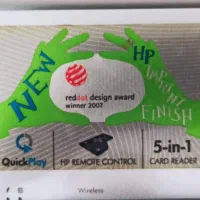 NEW
HP
IMPRINT
FINISH
reddot design award
winner 2007
QuickPlay
HP REMOTE CONTROL
5-in-1
CARD READER
Wireless